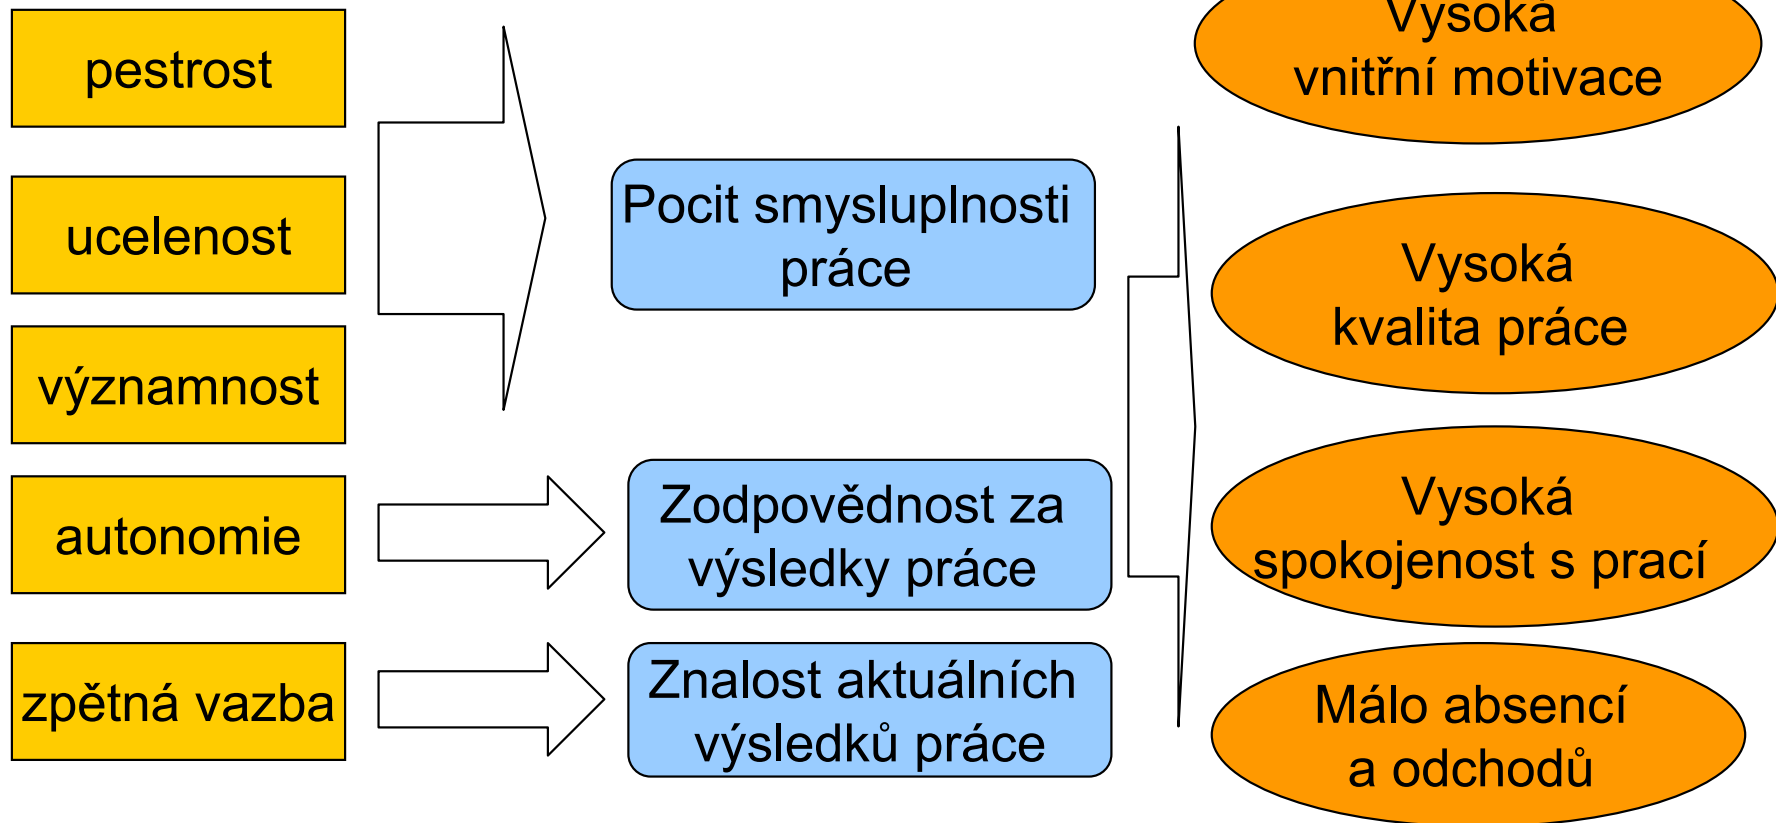 pestrost
ucelenost
významnost
autonomie
zpětná vazba
Pocit smysluplnosti
práce
Zodpovědnost za
výsledky práce
Znalost aktuálních
výsledků práce
Vysoká
vnitřní motivace
Vysoká
kvalita práce
Vysoká
spokojenost s prací
Málo absencí
a odchodů